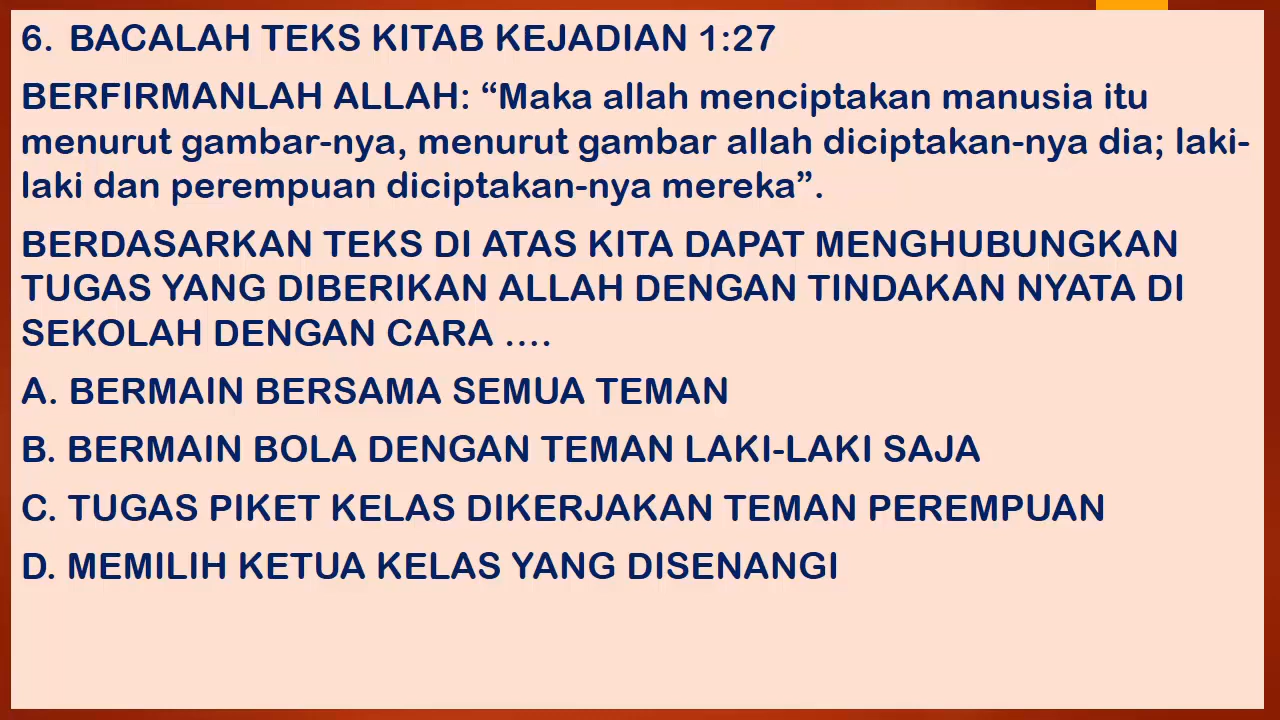 6. BACALAH TEKS KITAB KEJADIAN 1:27
BERFIRMANLAH ALLAH: “Maka allah menciptakan manusia itu
menurut gambar-nya, menurut gambar allah diciptakan-nya dia; laki-
laki dan perempuan diciptakan-nya mereka”.
BERDASARKAN TEKS DI ATAS KITA DAPAT MENGHUBUNGKAN
TUGAS YANG DIBERIKAN ALLAH DENGAN TINDAKAN NYATA DI
SEKOLAH DENGAN CARA ....
A. BERMAIN BERSAMA SEMUA TEMAN
B. BERMAIN BOLA DENGAN TEMAN LAKI-LAKI SAJA
C. TUGAS PIKET KELAS DIKERJAKAN TEMAN PEREMPUAN
D. MEMILIH KETUA KELAS YANG DISENANGI